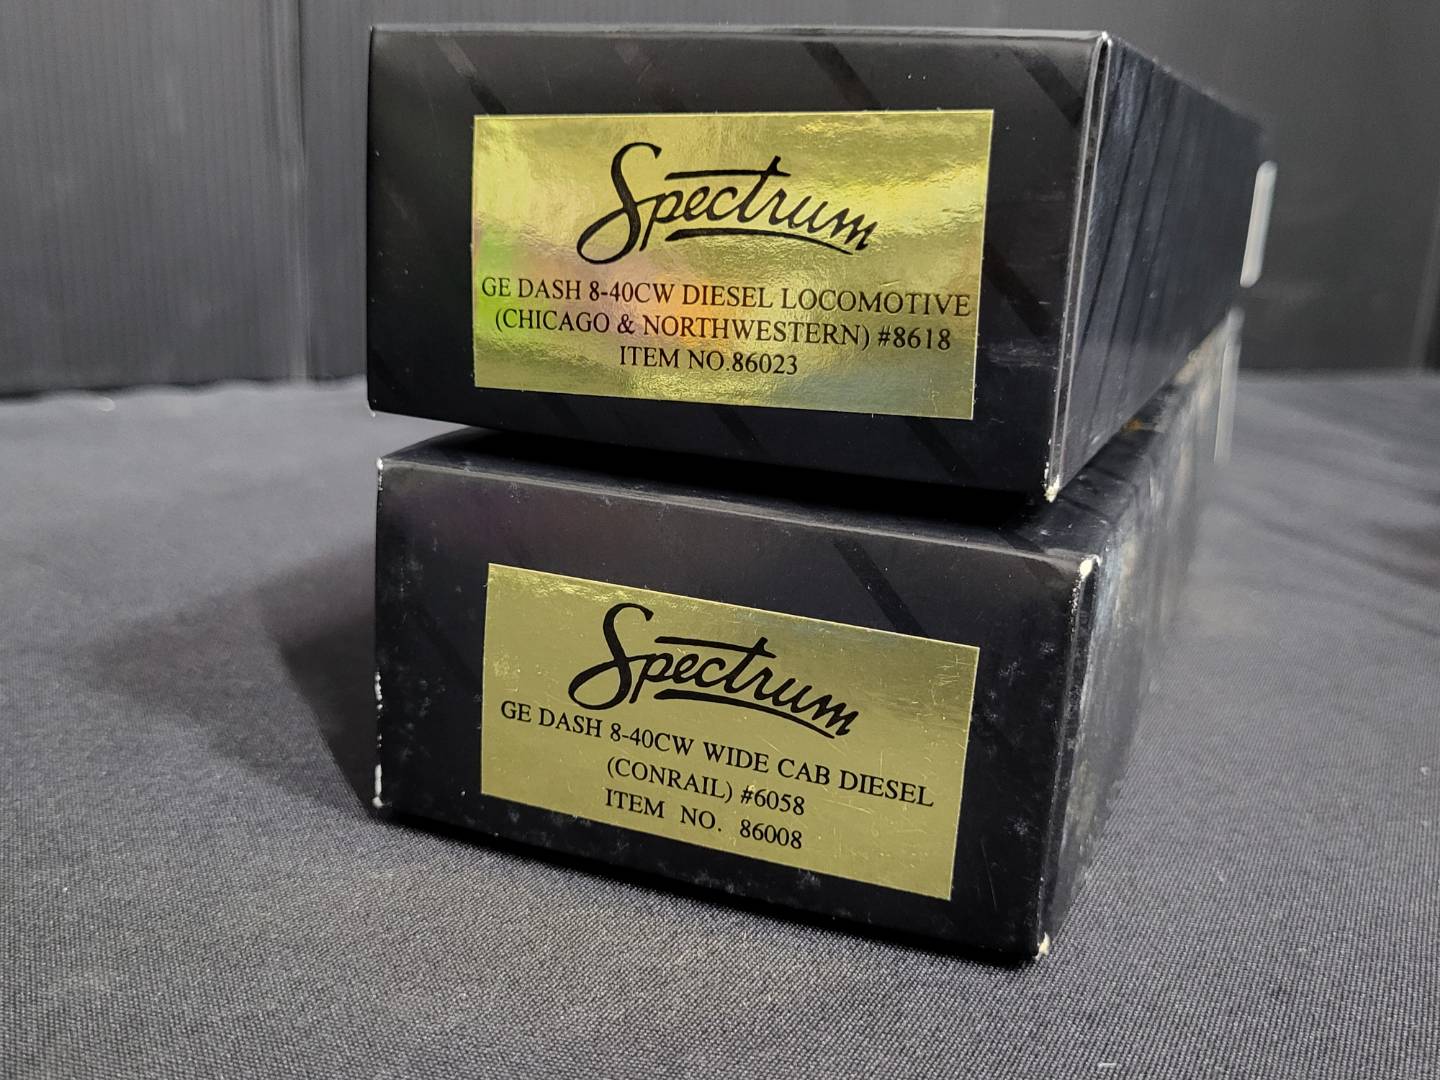 Spectrum
GE DASH 8-40CW DIESEL LOCOMOTIVE
(CHICAGO & NORTHWESTERN) #8618
ITEM NO.86023
Spectrum
GE DASH 8-40CW WIDE CAB DIESEL
(CONRAIL) #6058
ITEM NO. 86008